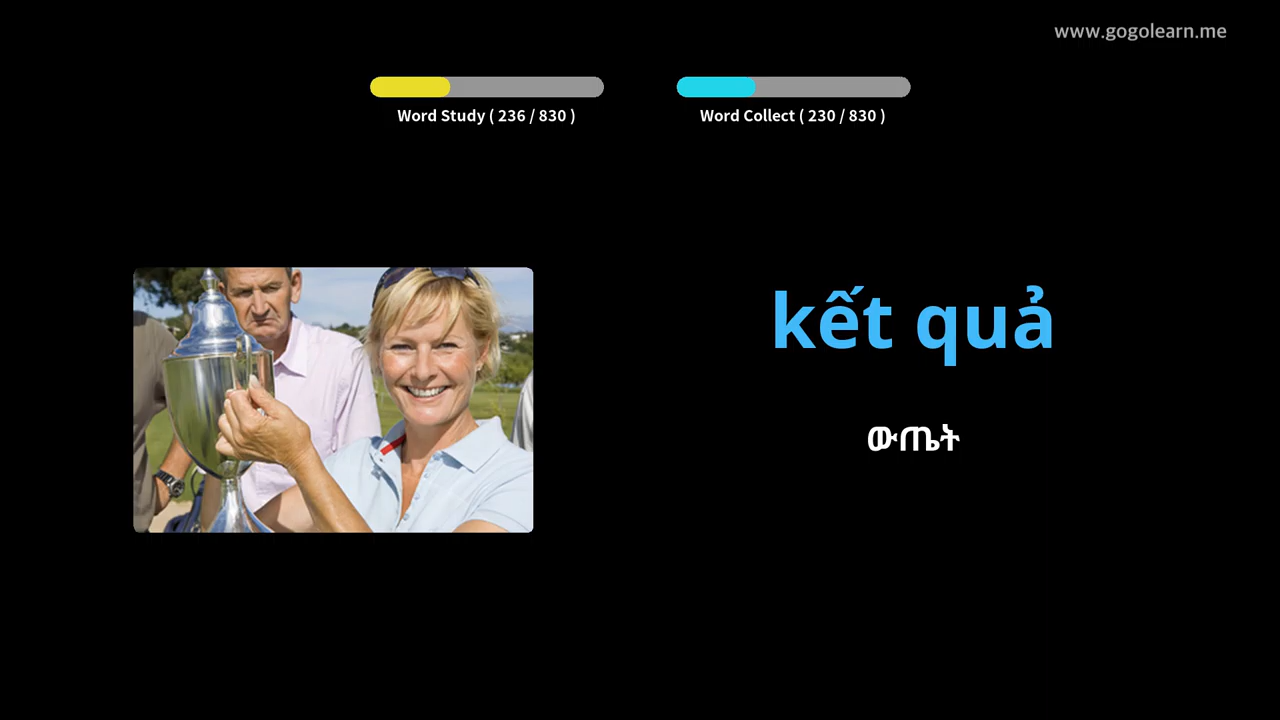 www.gogolearn.me
Word Study ( 236 / 830 )
Word Collect ( 230 / 830 )
kết quả
ውጤት